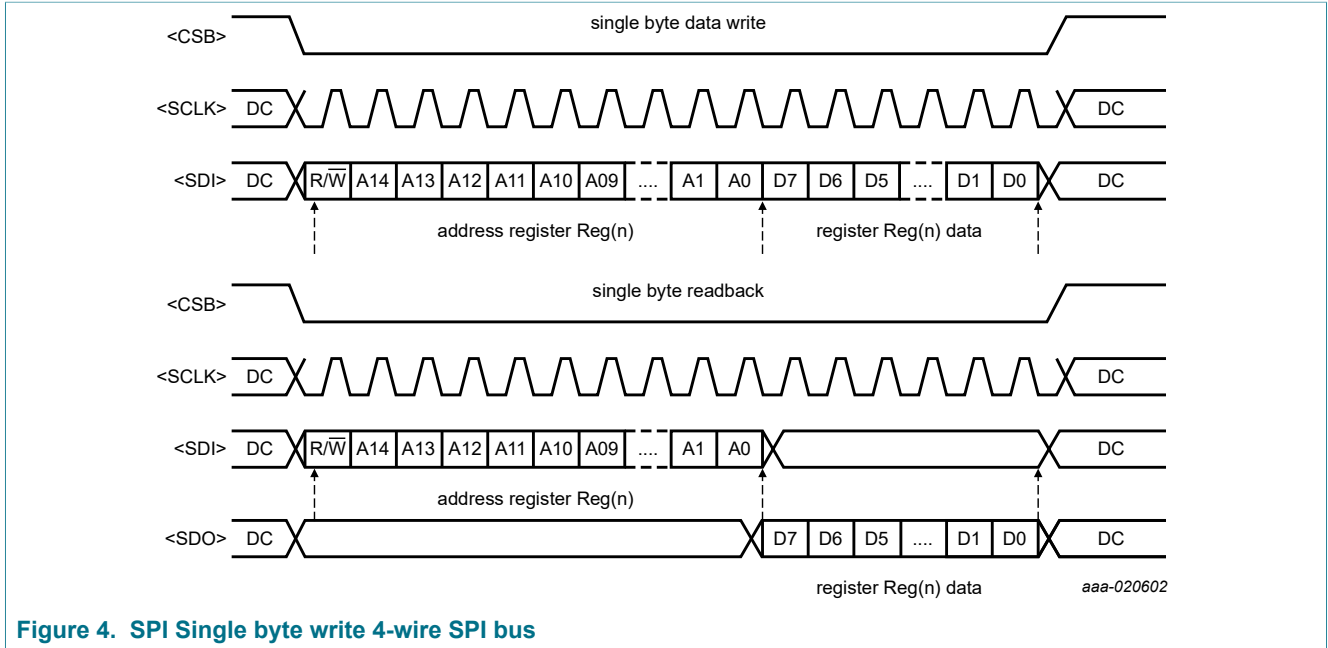 single byte data write
<CSB>
<SCLK> DC DC
<SDI> DC R/W̅ A14 A13 A12 A11 A10 A09 .... A1 A0 D7 D6 D5 .... D1 D0 DC
address register Reg(n) register Reg(n) data
single byte readback
<CSB>
<SCLK> DC DC
<SDI> DC R/W̅ A14 A13 A12 A11 A10 A09 .... A1 A0 DC
address register Reg(n)
<SDO> DC D7 D6 D5 .... D1 D0 DC
register Reg(n) data aaa-020602
Figure 4. SPI Single byte write 4-wire SPI bus